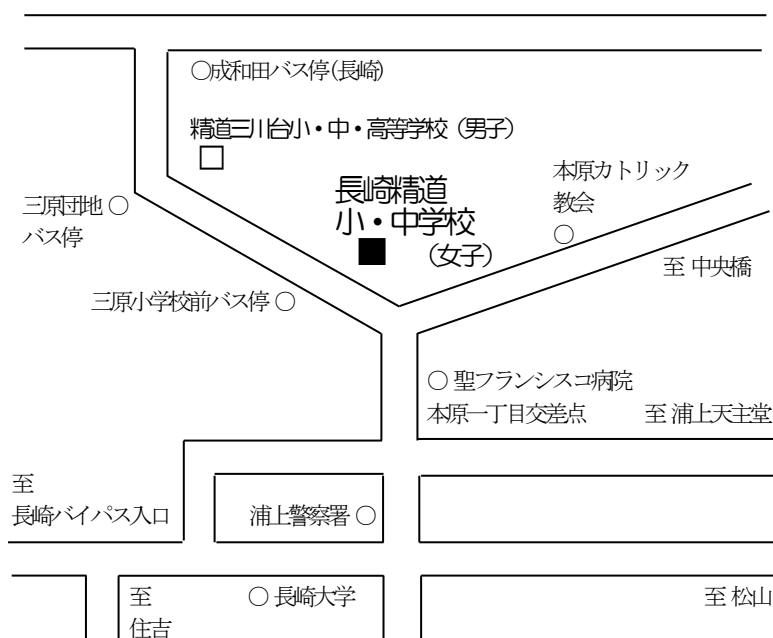 ○成和田バス停(長崎)
精道三川台小・中・高等学校（男子）
□
長崎精道
小・中学校
■ （女子）
本原カトリック
教会
○
三原団地 ○
バス停
至 中央橋
三原小学校前バス停 ○
○ 聖フランシスコ病院
本原一丁目交差点
至 浦上天主堂
至
長崎バイパス入口
浦上警察署 ○
至
住吉
○ 長崎大学
至 松山